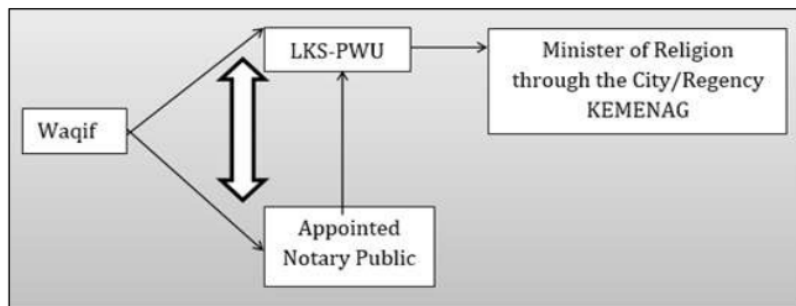 Waqif
LKS-PWU
Minister of Religion
through the City/Regency
KEMENAG
Appointed
Notary Public